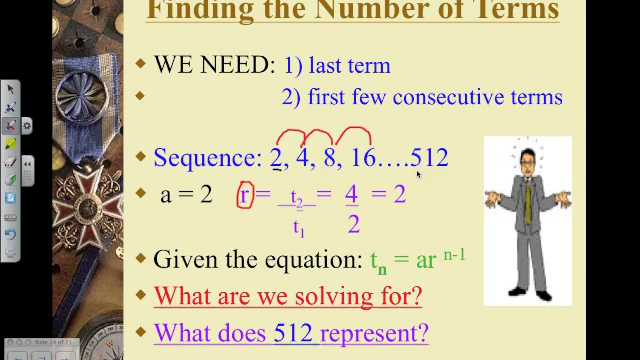 Finding the Number of Terms
WE NEED: 1) last term
2) first few consecutive terms
Sequence: 2, 4, 8, 16….512
a = 2 r = t₂ = 4 = 2
t₁ 2
Given the equation: tₙ = ar ⁿ⁻¹
What are we solving for?
What does 512 represent?